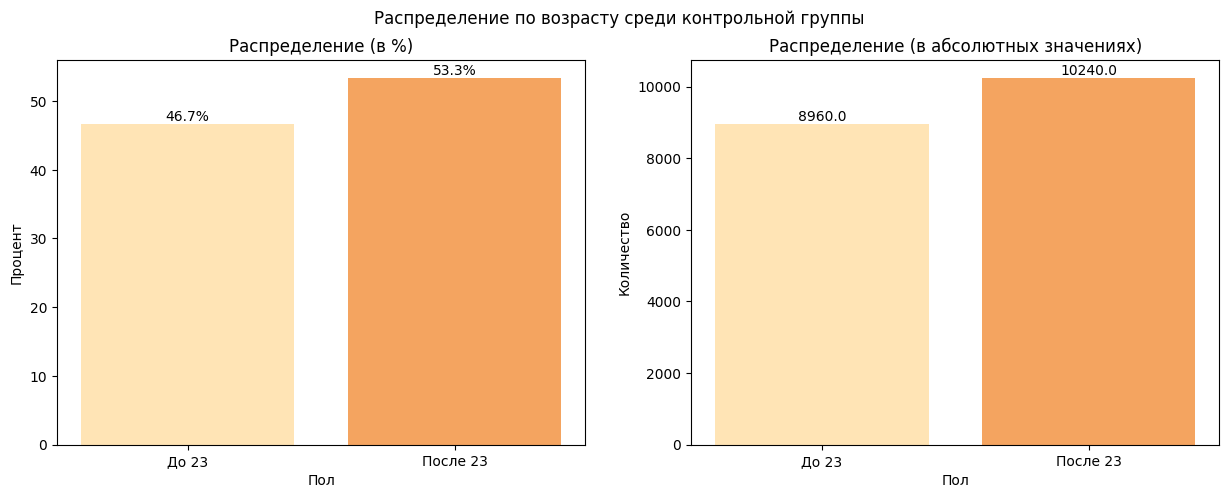 Распределение по возрасту среди контрольной группы
Распределение (в %)
Процент
50
40
30
20
10
0
46.7%
53.3%
До 23
После 23
Пол
Распределение (в абсолютных значениях)
Количество
10000
8000
6000
4000
2000
0
8960.0
10240.0
До 23
После 23
Пол